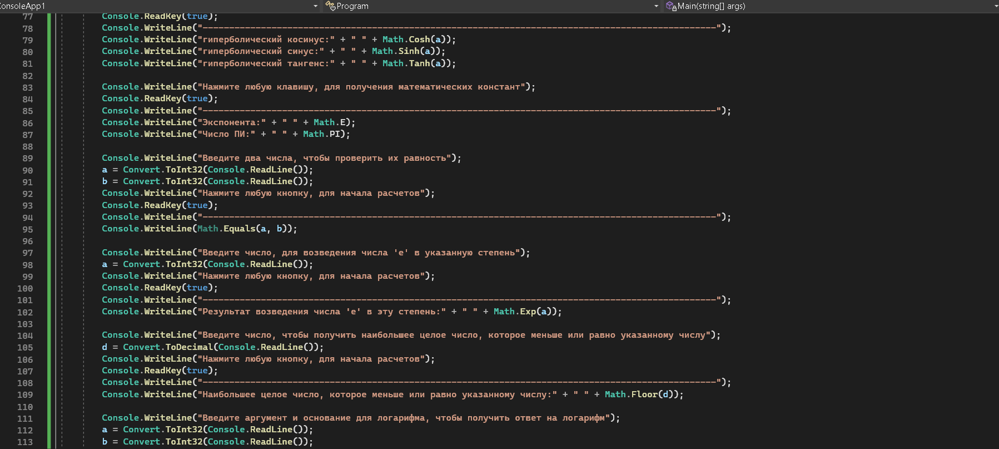 ConsoleApp1 Program Main(string[] args)
77 Console.ReadKey(true);
78 Console.WriteLine("-------------------------------------------------------------------------------------------------");
79 Console.WriteLine("гиперболический косинус:" + " " + Math.Cosh(a));
80 Console.WriteLine("гиперболический синус:" + " " + Math.Sinh(a));
81 Console.WriteLine("гиперболический тангенс:" + " " + Math.Tanh(a));
82
83 Console.WriteLine("Нажмите любую клавишу, для получения математических констант");
84 Console.ReadKey(true);
85 Console.WriteLine("-------------------------------------------------------------------------------------------------");
86 Console.WriteLine("Экспонента:" + " " + Math.E);
87 Console.WriteLine("Число ПИ:" + " " + Math.PI);
88
89 Console.WriteLine("Введите два числа, чтобы проверить их равность");
90 a = Convert.ToInt32(Console.ReadLine());
91 b = Convert.ToInt32(Console.ReadLine());
92 Console.WriteLine("Нажмите любую кнопку, для начала расчетов");
93 Console.ReadKey(true);
94 Console.WriteLine("-------------------------------------------------------------------------------------------------");
95 Console.WriteLine(Math.Equals(a, b));
96
97 Console.WriteLine("Введите число, для возведения числа 'e' в указанную степень");
98 a = Convert.ToInt32(Console.ReadLine());
99 Console.WriteLine("Нажмите любую кнопку, для начала расчетов");
100 Console.ReadKey(true);
101 Console.WriteLine("-------------------------------------------------------------------------------------------------");
102 Console.WriteLine("Результат возведения числа 'e' в эту степень:" + " " + Math.Exp(a));
103
104 Console.WriteLine("Введите число, чтобы получить наибольшее целое число, которое меньше или равно указанному числу");
105 d = Convert.ToDecimal(Console.ReadLine());
106 Console.WriteLine("Нажмите любую кнопку, для начала расчетов");
107 Console.ReadKey(true);
108 Console.WriteLine("-------------------------------------------------------------------------------------------------");
109 Console.WriteLine("Наибольшее целое число, которое меньше или равно указанному числу:" + " " + Math.Floor(d));
110
111 Console.WriteLine("Введите аргумент и основание для логарифма, чтобы получить ответ на логарифм");
112 a = Convert.ToInt32(Console.ReadLine());
113 b = Convert.ToInt32(Console.ReadLine());